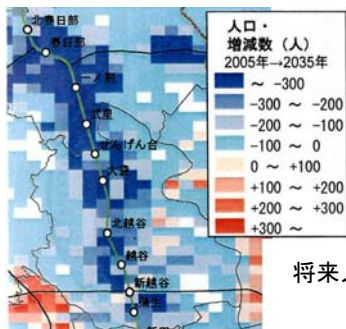 北春日部
春日部
一ノ割
武里
せんげん台
大袋
北越谷
越谷
新越谷
蒲生
人口・
増減数（人）
2005年→2035年
～ -300
-300 ～ -200
-200 ～ -100
-100 ～ 0
0 ～ +100
+100 ～ +200
+200 ～ +300
+300 ～
将来人